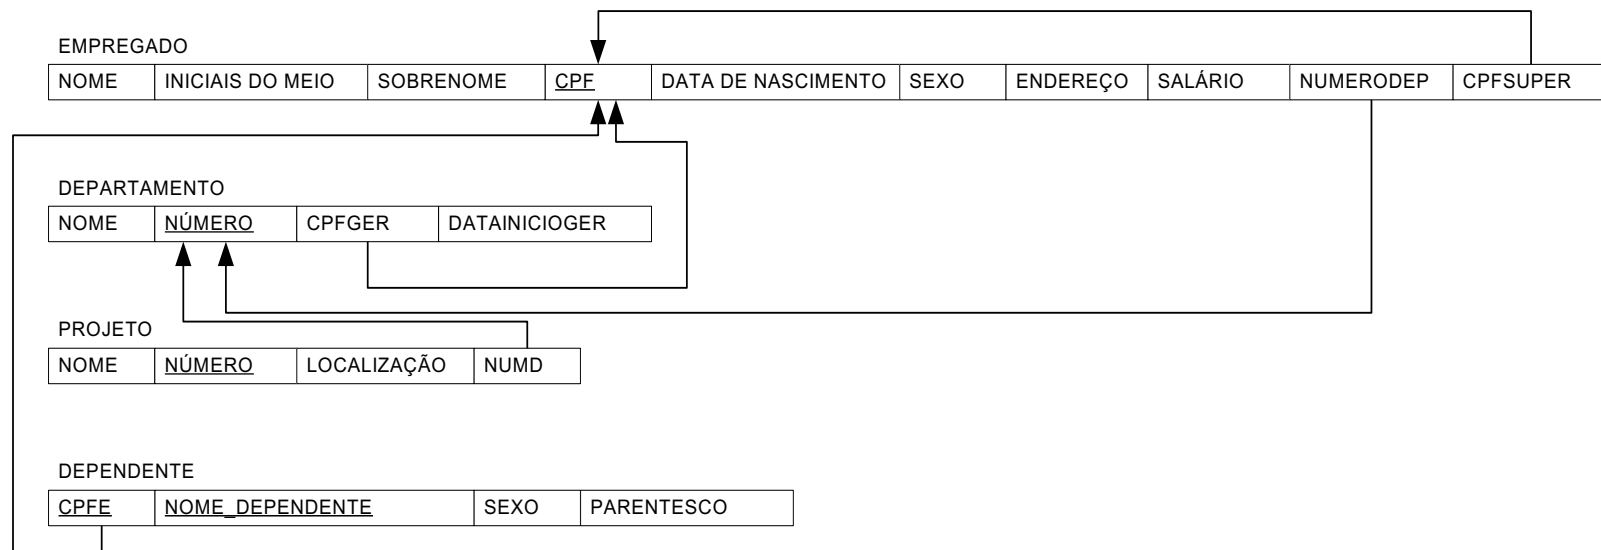 EMPREGADO
NOME INICIAIS DO MEIO SOBRENOME CPF DATA DE NASCIMENTO SEXO ENDEREÇO SALÁRIO NUMERODEP CPFSUPER
DEPARTAMENTO
NOME NÚMERO CPFGER DATAINICIOGER
PROJETO
NOME NÚMERO LOCALIZAÇÃO NUMD
DEPENDENTE
CPFE NOME_DEPENDENTE SEXO PARENTESCO